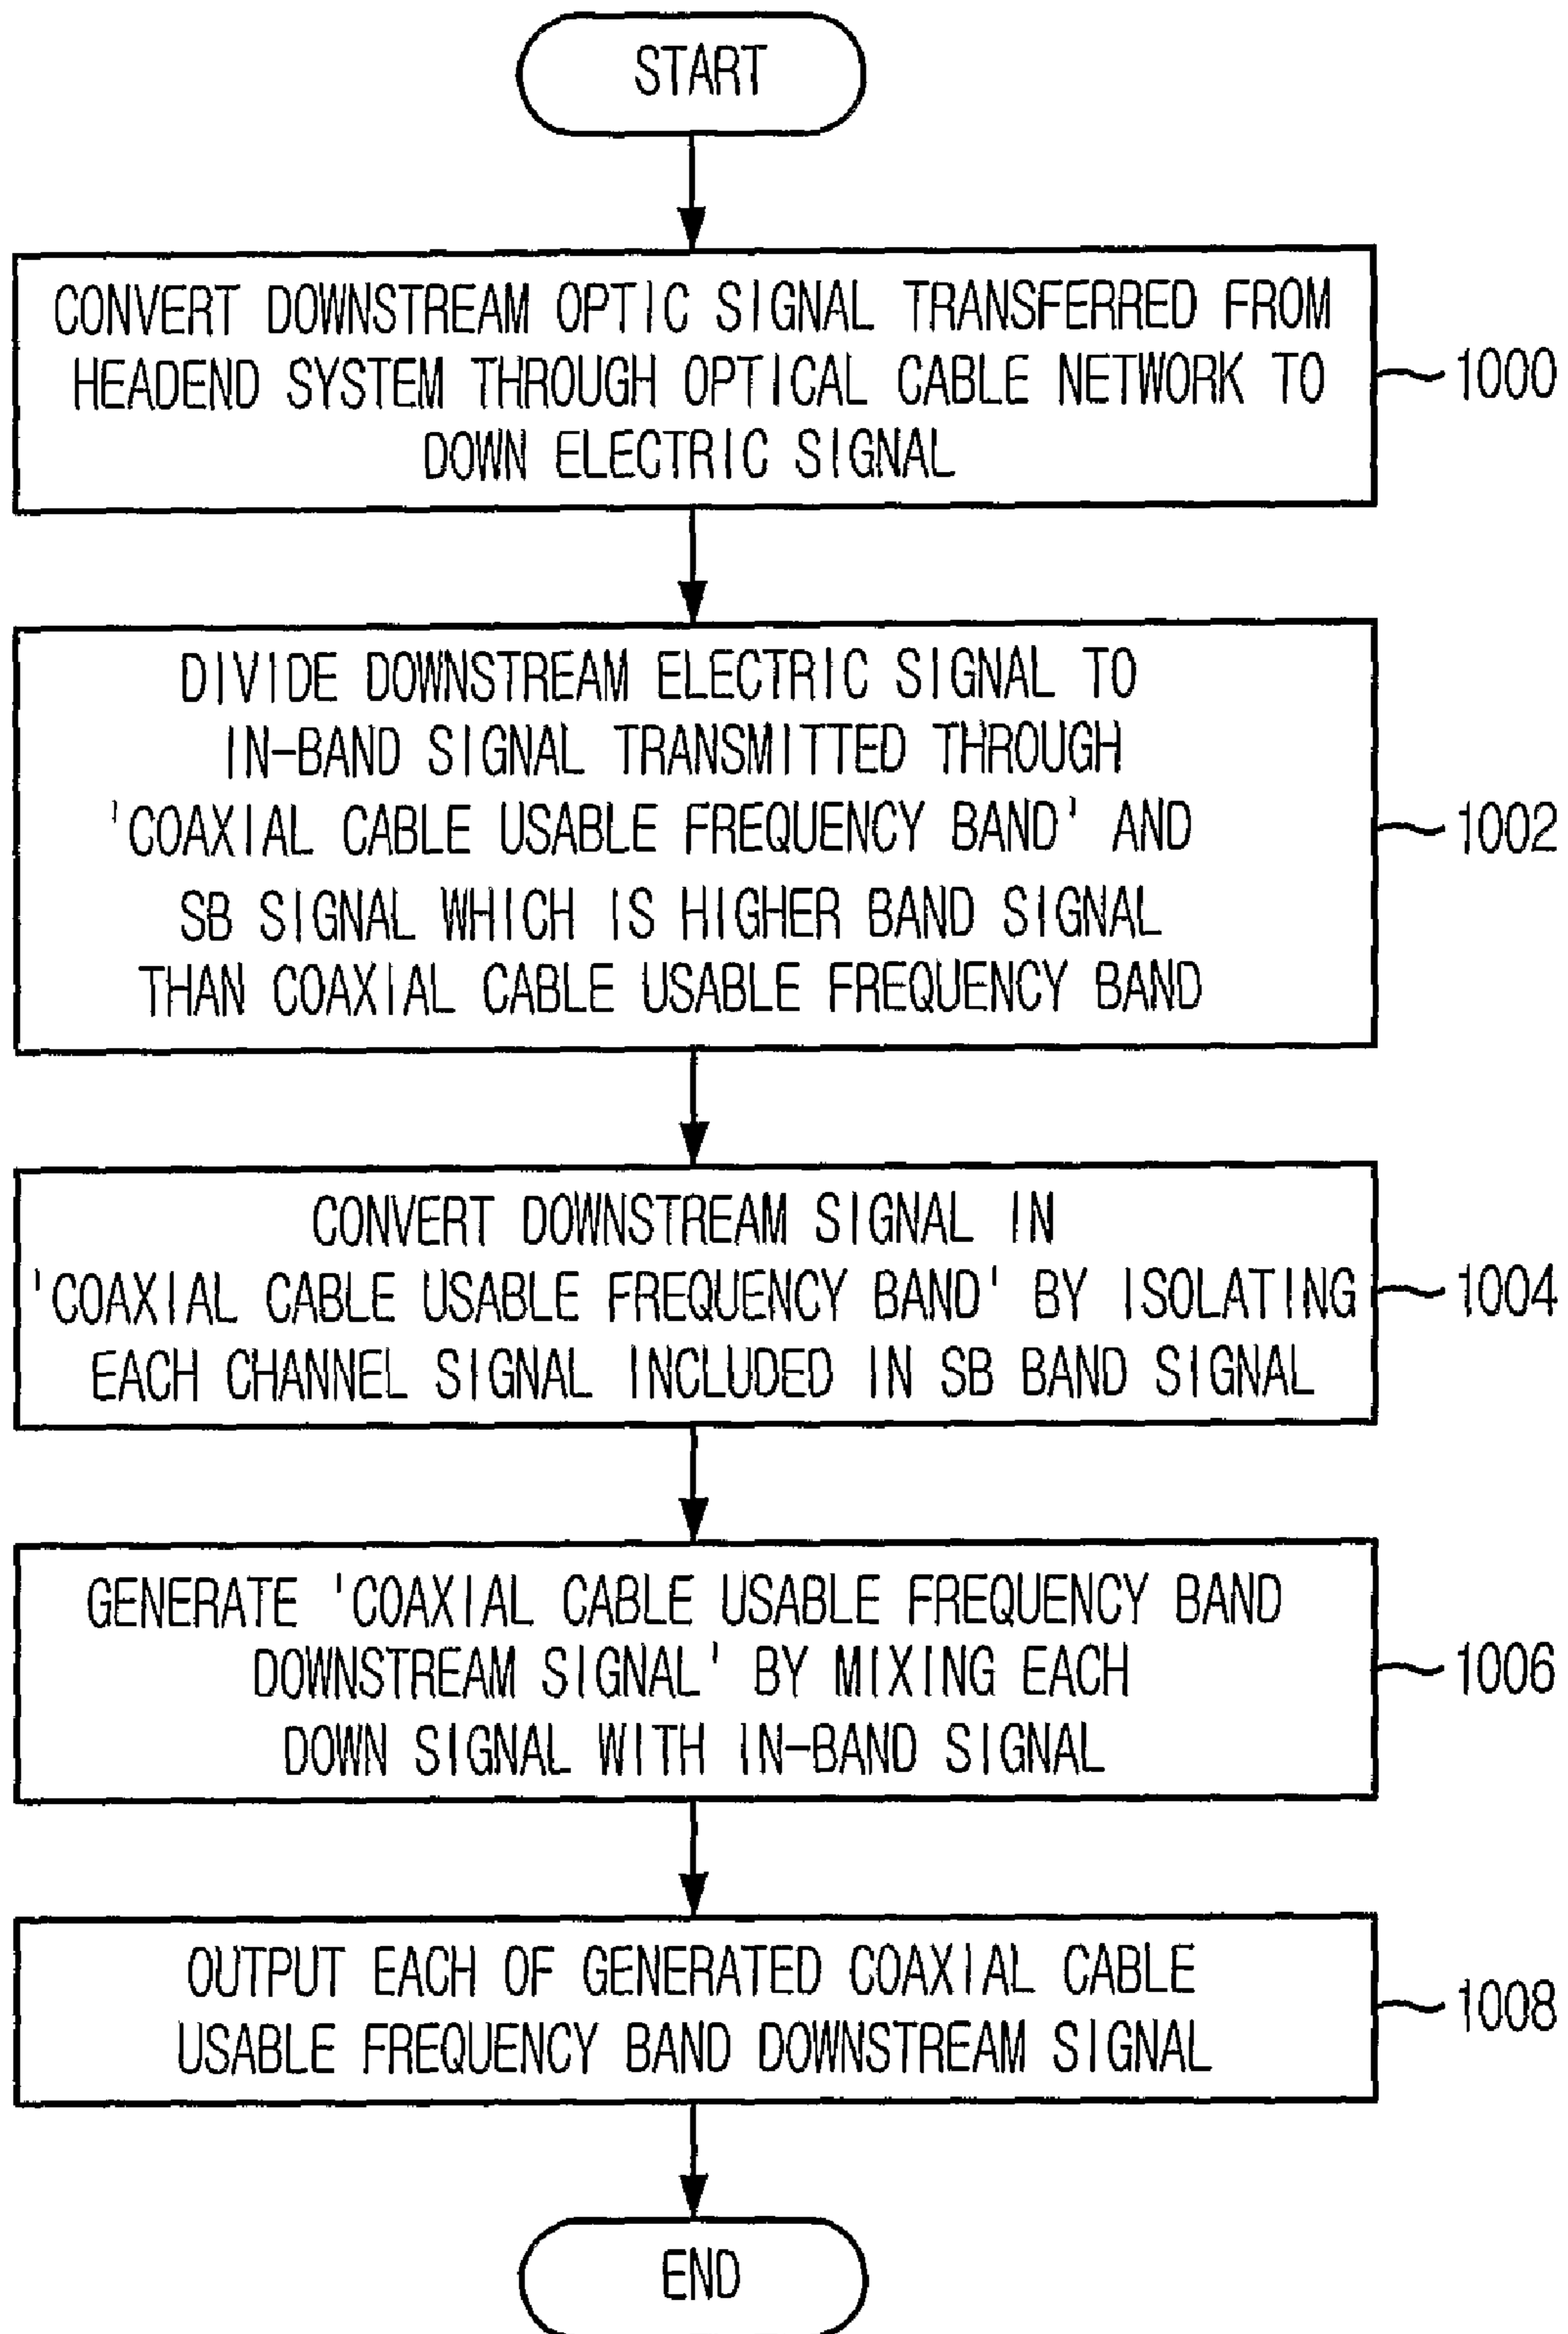 START
CONVERT DOWNSTREAM OPTIC SIGNAL TRANSFERRED FROM
HEADEND SYSTEM THROUGH OPTICAL CABLE NETWORK TO
DOWN ELECTRIC SIGNAL
1000
DIVIDE DOWNSTREAM ELECTRIC SIGNAL TO
IN-BAND SIGNAL TRANSMITTED THROUGH
'COAXIAL CABLE USABLE FREQUENCY BAND' AND
SB SIGNAL WHICH IS HIGHER BAND SIGNAL
THAN COAXIAL CABLE USABLE FREQUENCY BAND
1002
CONVERT DOWNSTREAM SIGNAL IN
'COAXIAL CABLE USABLE FREQUENCY BAND' BY ISOLATING
EACH CHANNEL SIGNAL INCLUDED IN SB BAND SIGNAL
1004
GENERATE 'COAXIAL CABLE USABLE FREQUENCY BAND
DOWNSTREAM SIGNAL' BY MIXING EACH
DOWN SIGNAL WITH IN-BAND SIGNAL
1006
OUTPUT EACH OF GENERATED COAXIAL CABLE
USABLE FREQUENCY BAND DOWNSTREAM SIGNAL
1008
END